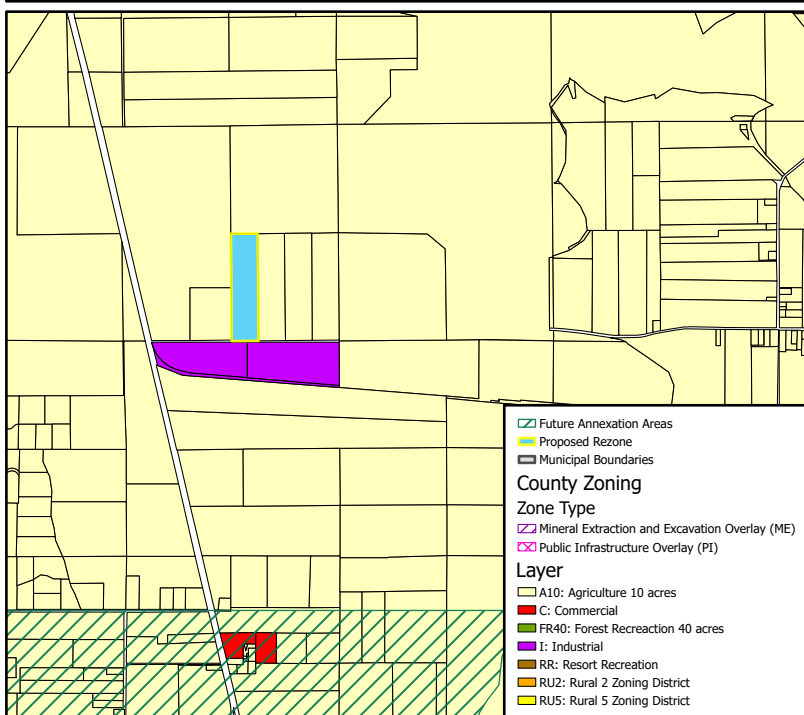 Future Annexation Areas
Proposed Rezone
Municipal Boundaries
County Zoning
Zone Type
Mineral Extraction and Excavation Overlay (ME)
Public Infrastructure Overlay (PI)
Layer
A10: Agriculture 10 acres
C: Commercial
FR40: Forest Recreaction 40 acres
I: Industrial
RR: Resort Recreation
RU2: Rural 2 Zoning District
RU5: Rural 5 Zoning District